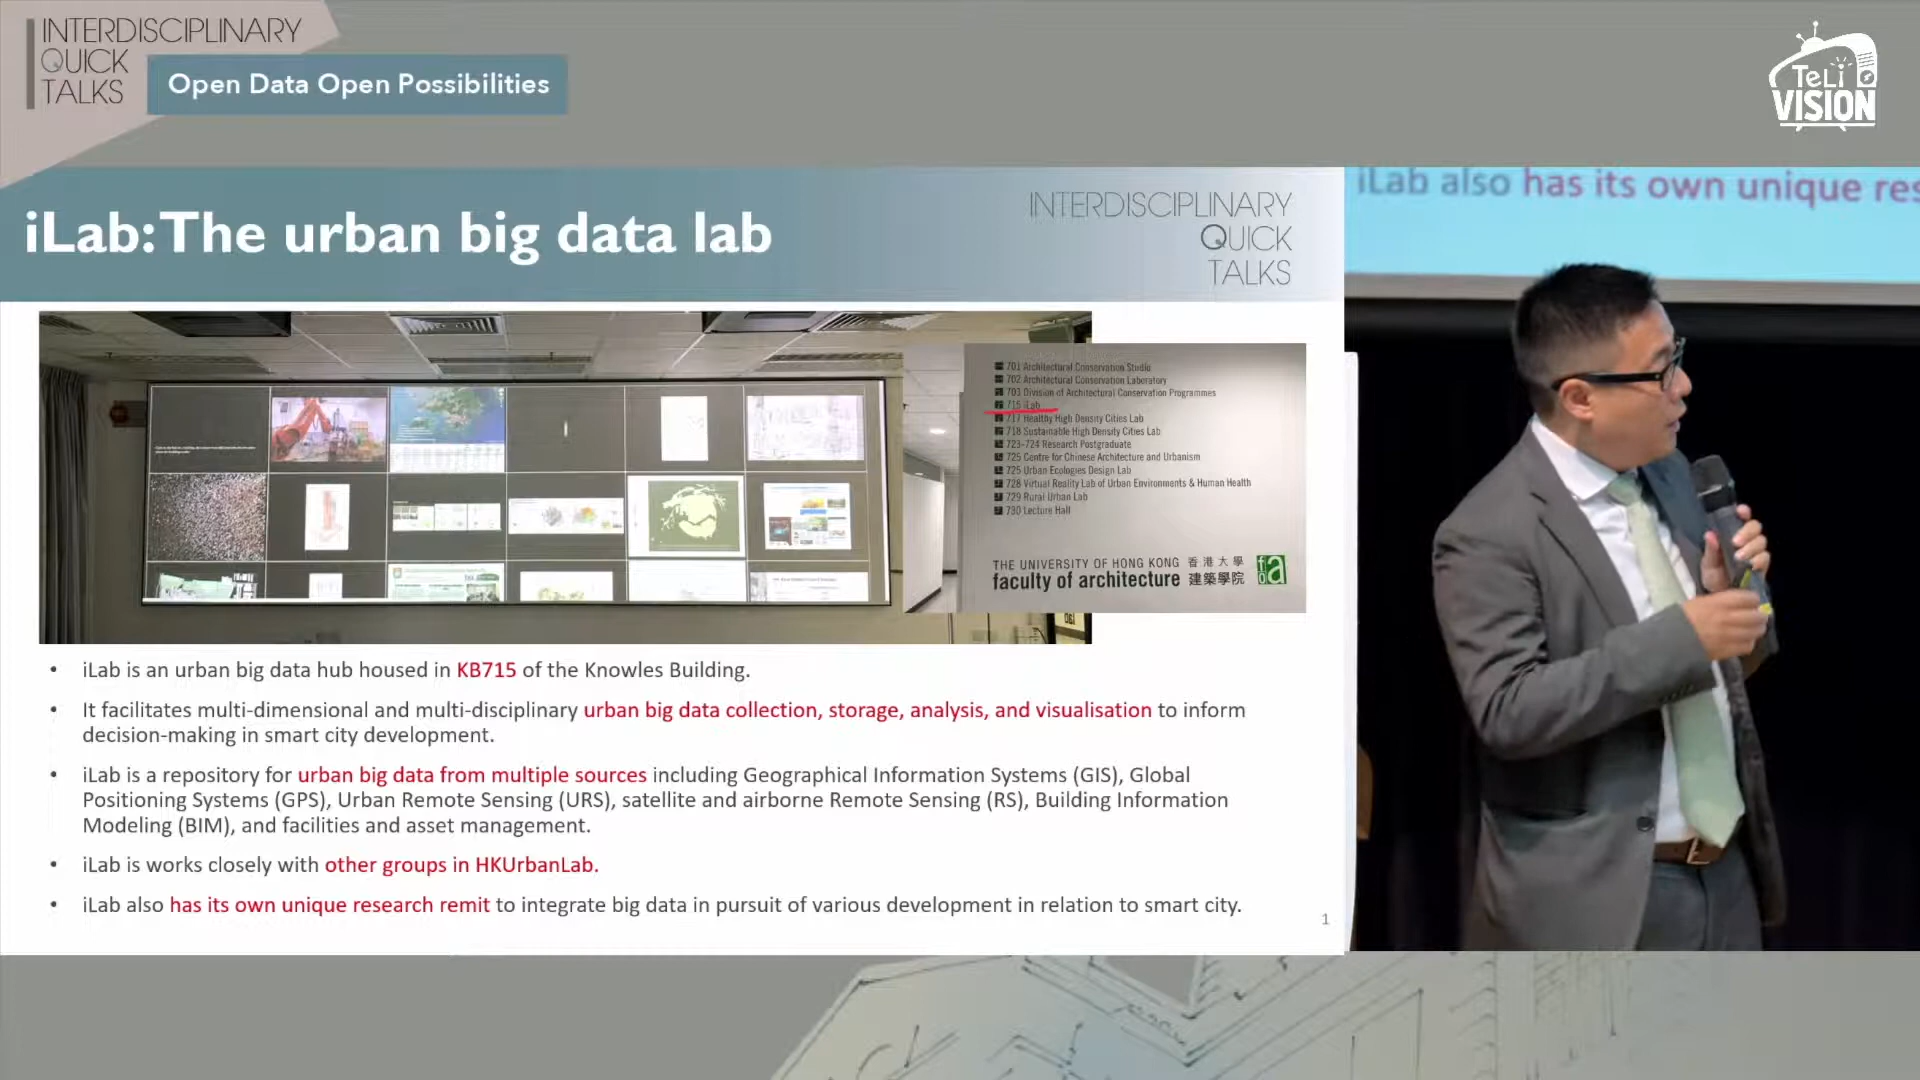 INTERDISCIPLINARY
QUICK
TALKS
Open Data Open Possibilities
TeLi
VISION
iLab:The urban big data lab
INTERDISCIPLINARY
QUICK
TALKS
iLab also has its own unique res
701 Architectural Conservation Studio
702 Architectural Conservation Laboratory
703 Division of Architectural Conservation Programmes
715 iLab
717 Healthy High Density Cities Lab
718 Sustainable High Density Cities Lab
723-724 Research Postgraduate
725 Centre for Chinese Architecture and Urbanism
725 Urban Ecologies Design Lab
728 Virtual Reality Lab of Urban Environments & Human Health
729 Rural Urban Lab
730 Lecture Hall
THE UNIVERSITY OF HONG KONG 香港大學
faculty of architecture 建築學院
foa
• iLab is an urban big data hub housed in KB715 of the Knowles Building.
• It facilitates multi-dimensional and multi-disciplinary urban big data collection, storage, analysis, and visualisation to inform
decision-making in smart city development.
• iLab is a repository for urban big data from multiple sources including Geographical Information Systems (GIS), Global
Positioning Systems (GPS), Urban Remote Sensing (URS), satellite and airborne Remote Sensing (RS), Building Information
Modeling (BIM), and facilities and asset management.
• iLab is works closely with other groups in HKUrbanLab.
• iLab also has its own unique research remit to integrate big data in pursuit of various development in relation to smart city.
1